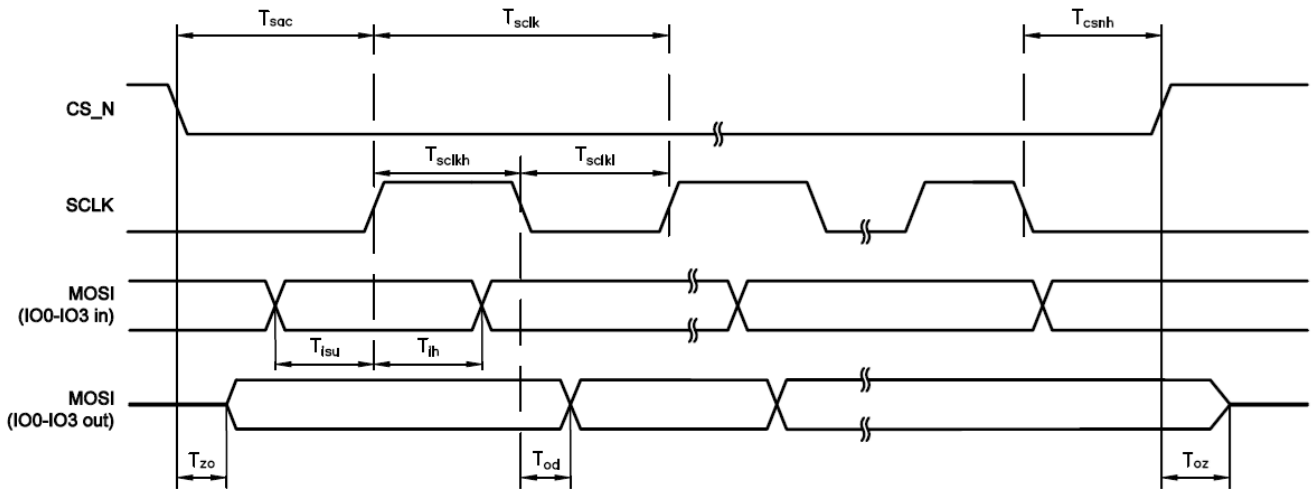 Tsac Tsclk Tcsnh
CS_N
Tsclkh Tsclkl
SCLK
MOSI
(IO0-IO3 in)
Tisu Tih
MOSI
(IO0-IO3 out)
Tzo Tod Toz